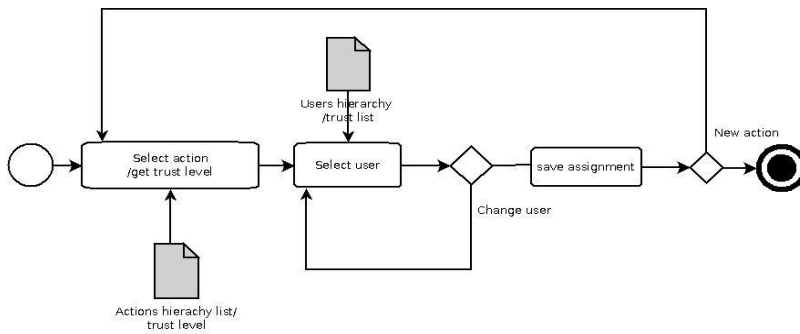 Users hierarchy
/trust list
New action
Select action
/get trust level
Select user
save assignment
Change user
Actions hierachy list/
trust level